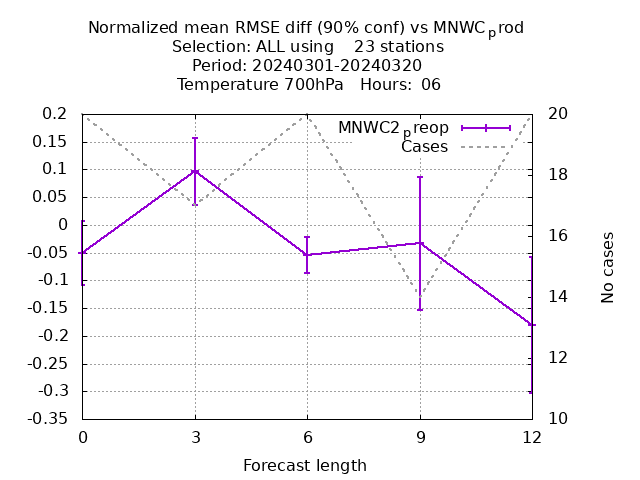 Normalized mean RMSE diff (90% conf) vs MNWCprod
Selection: ALL using    23 stations
Period: 20240301-20240320
Temperature 700hPa   Hours:  06
MNWC2preop
Cases
0.2
0.15
0.1
0.05
0
-0.05
-0.1
-0.15
-0.2
-0.25
-0.3
-0.35
20
18
16
14
12
10
No cases
0 3 6 9 12
Forecast length